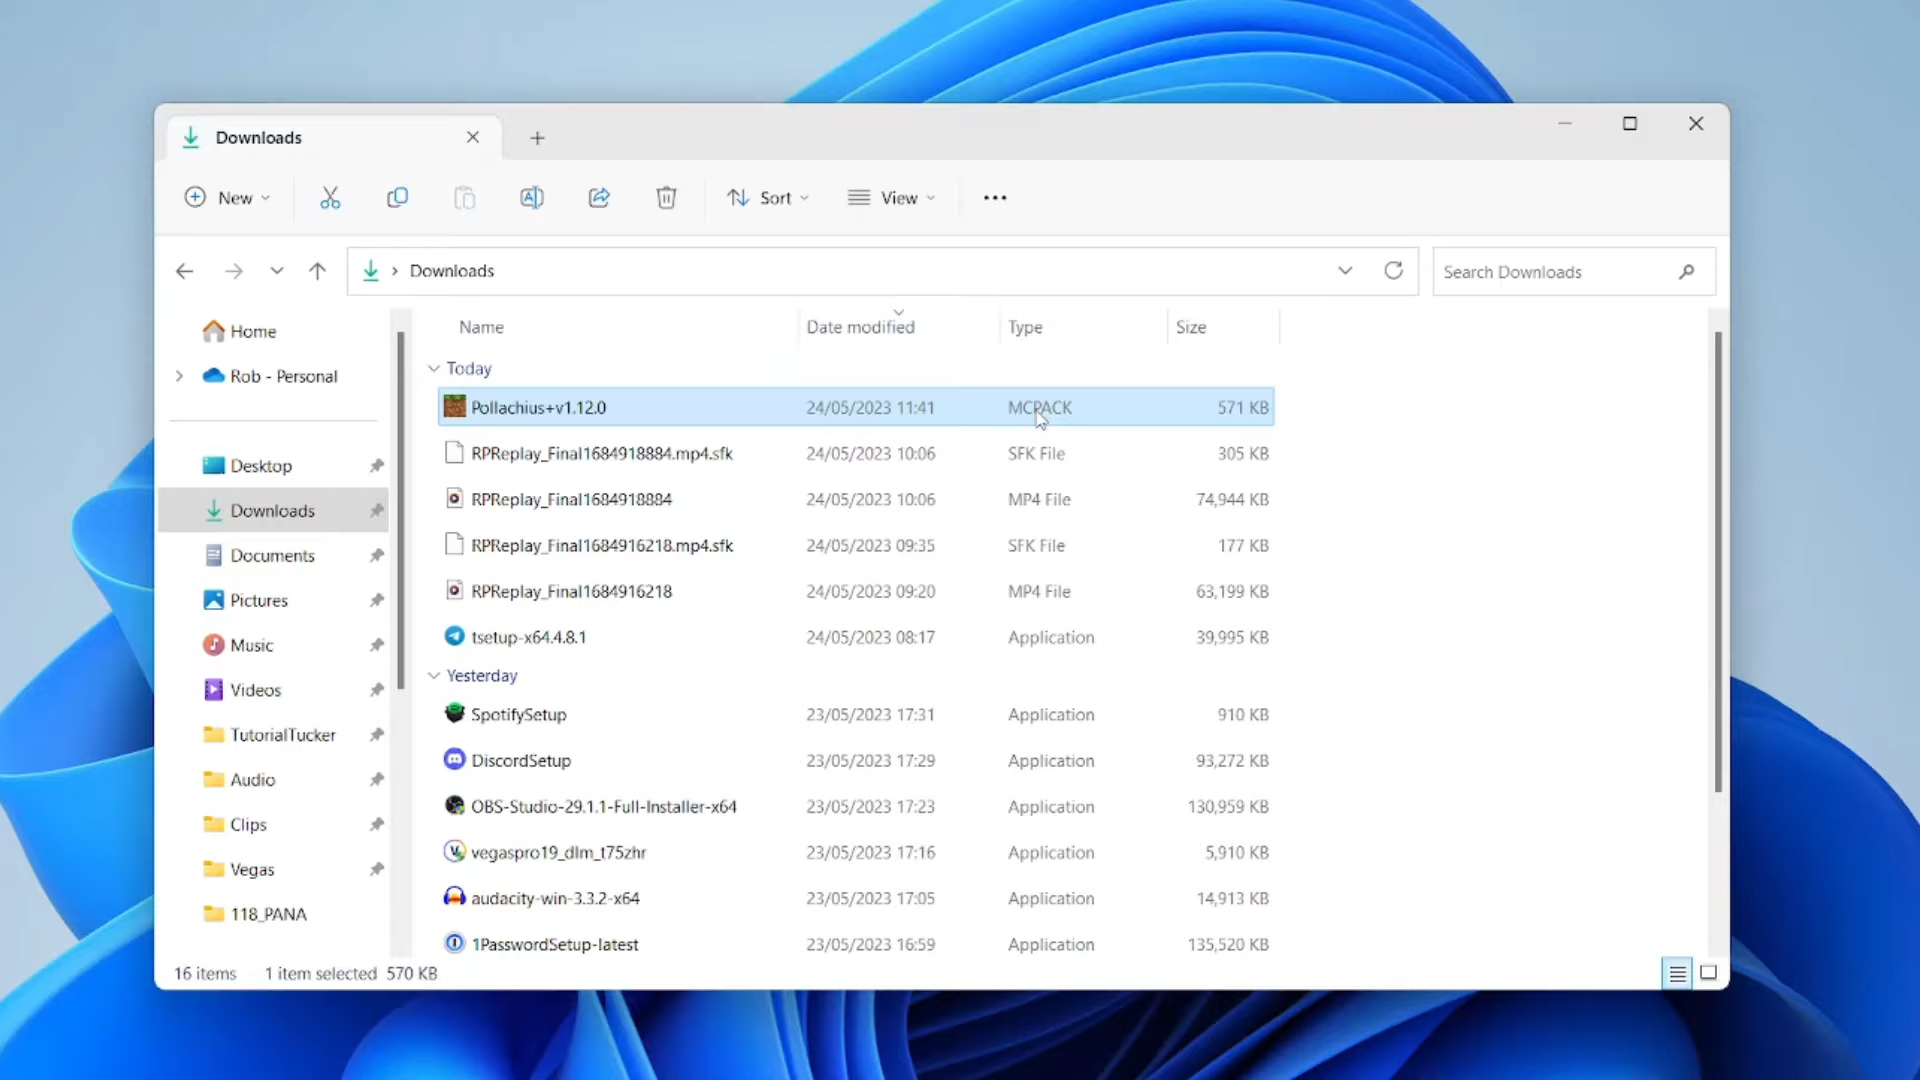 Downloads
New
Sort
View
Downloads
Search Downloads
Home
Rob - Personal
Desktop
Downloads
Documents
Pictures
Music
Videos
TutorialTucker
Audio
Clips
Vegas
118_PANA
Name Date modified Type Size
Today
Pollachius+v1.12.0 24/05/2023 11:41 MCPACK 571 KB
RPReplay_Final1684918884.mp4.sfk 24/05/2023 10:06 SFK File 305 KB
RPReplay_Final1684918884 24/05/2023 10:06 MP4 File 74,944 KB
RPReplay_Final1684916218.mp4.sfk 24/05/2023 09:35 SFK File 177 KB
RPReplay_Final1684916218 24/05/2023 09:20 MP4 File 63,199 KB
tsetup-x64.4.8.1 24/05/2023 08:17 Application 39,995 KB
Yesterday
SpotifySetup 23/05/2023 17:31 Application 910 KB
DiscordSetup 23/05/2023 17:29 Application 93,272 KB
OBS-Studio-29.1.1-Full-Installer-x64 23/05/2023 17:23 Application 130,959 KB
vegaspro19_dlm_t75zhr 23/05/2023 17:16 Application 5,910 KB
audacity-win-3.3.2-x64 23/05/2023 17:05 Application 14,913 KB
1PasswordSetup-latest 23/05/2023 16:59 Application 135,520 KB
16 items 1 item selected 570 KB